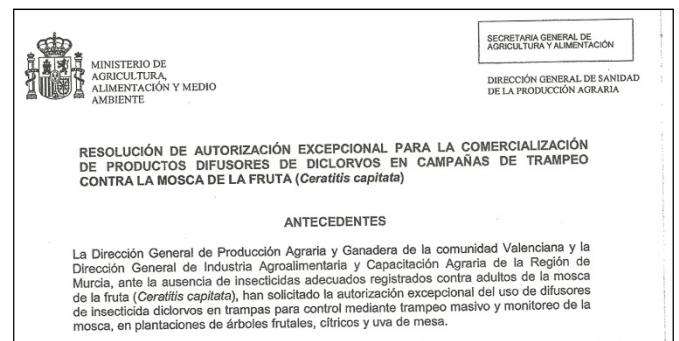 SECRETARIA GENERAL DE
AGRICULTURA Y ALIMENTACIÓN
MINISTERIO DE
AGRICULTURA,
ALIMENTACIÓN Y MEDIO
AMBIENTE
DIRECCIÓN GENERAL DE SANIDAD
DE LA PRODUCCIÓN AGRARIA
RESOLUCIÓN DE AUTORIZACIÓN EXCEPCIONAL PARA LA COMERCIALIZACIÓN
DE PRODUCTOS DIFUSORES DE DICLORVOS EN CAMPAÑAS DE TRAMPEO
CONTRA LA MOSCA DE LA FRUTA (Ceratitis capitata)
ANTECEDENTES
La Dirección General de Producción Agraria y Ganadera de la comunidad Valenciana y la
Dirección General de Industria Agroalimentaria y Capacitación Agraria de la Región de
Murcia, ante la ausencia de insecticidas adecuados registrados contra adultos de la mosca
de la fruta (Ceratitis capitata), han solicitado la autorización excepcional del uso de difusores
de insecticida diclorvos en trampas para control mediante trampeo masivo y monitoreo de la
mosca, en plantaciones de árboles frutales, cítricos y uva de mesa.